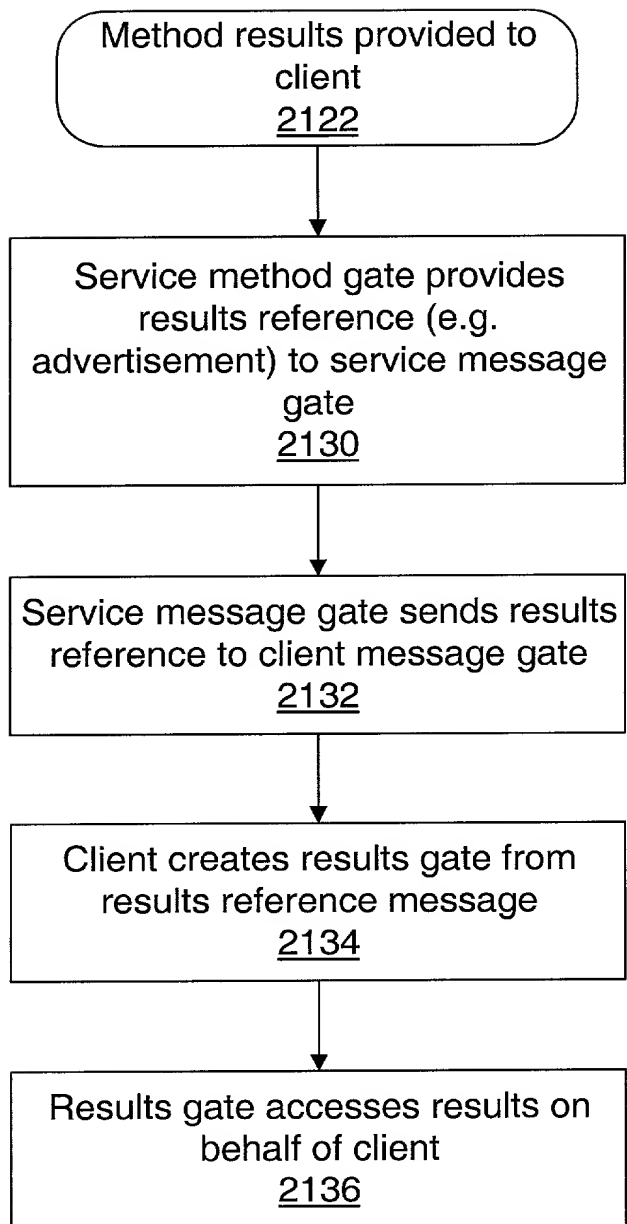 Method results provided to
client
2122
Service method gate provides
results reference (e.g.
advertisement) to service message
gate
2130
Service message gate sends results
reference to client message gate
2132
Client creates results gate from
results reference message
2134
Results gate accesses results on
behalf of client
2136